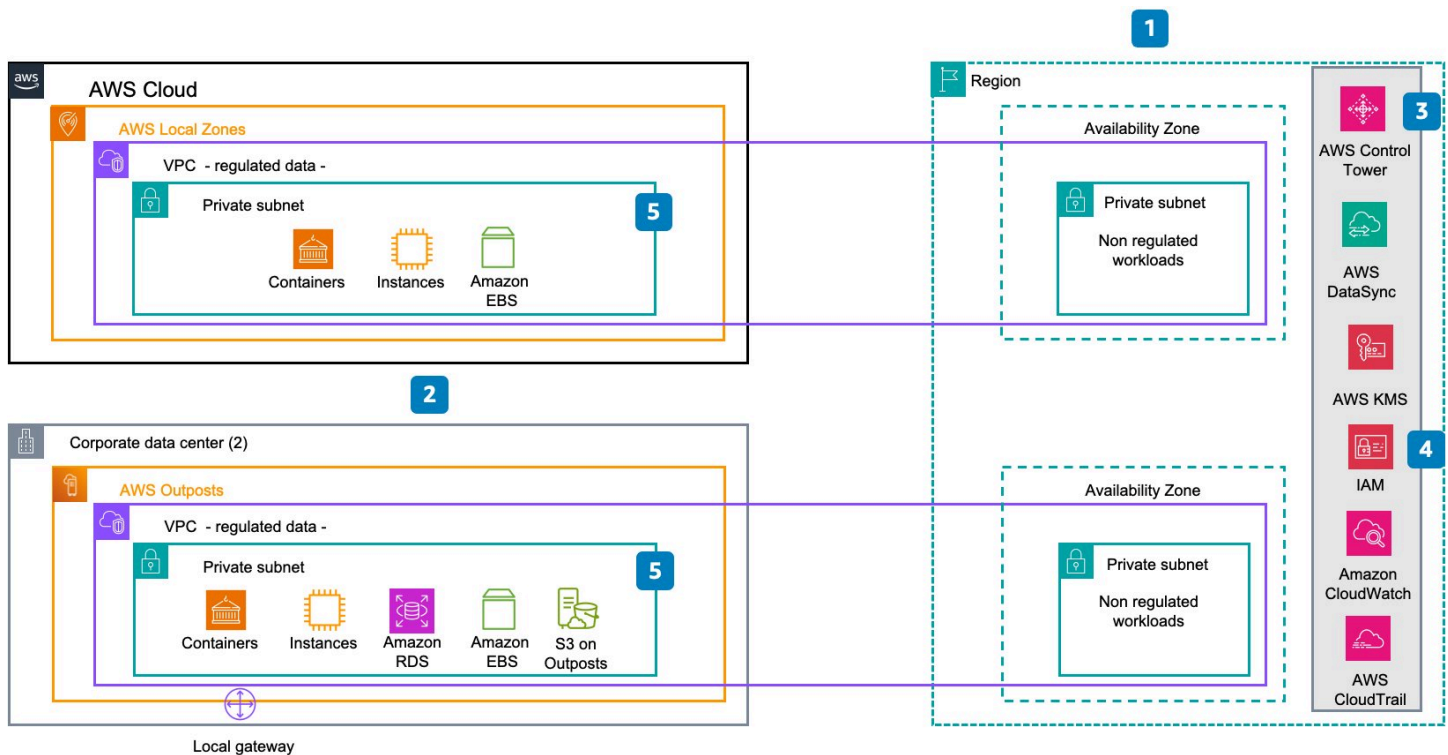 1
aws
AWS Cloud
AWS Local Zones
VPC - regulated data -
Private subnet
5
Containers
Instances
Amazon
EBS
2
Corporate data center (2)
AWS Outposts
VPC - regulated data -
Private subnet
5
Containers
Instances
Amazon
RDS
Amazon
EBS
S3 on
Outposts
Local gateway
Region
Availability Zone
Private subnet
Non regulated
workloads
Availability Zone
Private subnet
Non regulated
workloads
3
AWS Control
Tower
AWS
DataSync
AWS KMS
4
IAM
Amazon
CloudWatch
AWS
CloudTrail